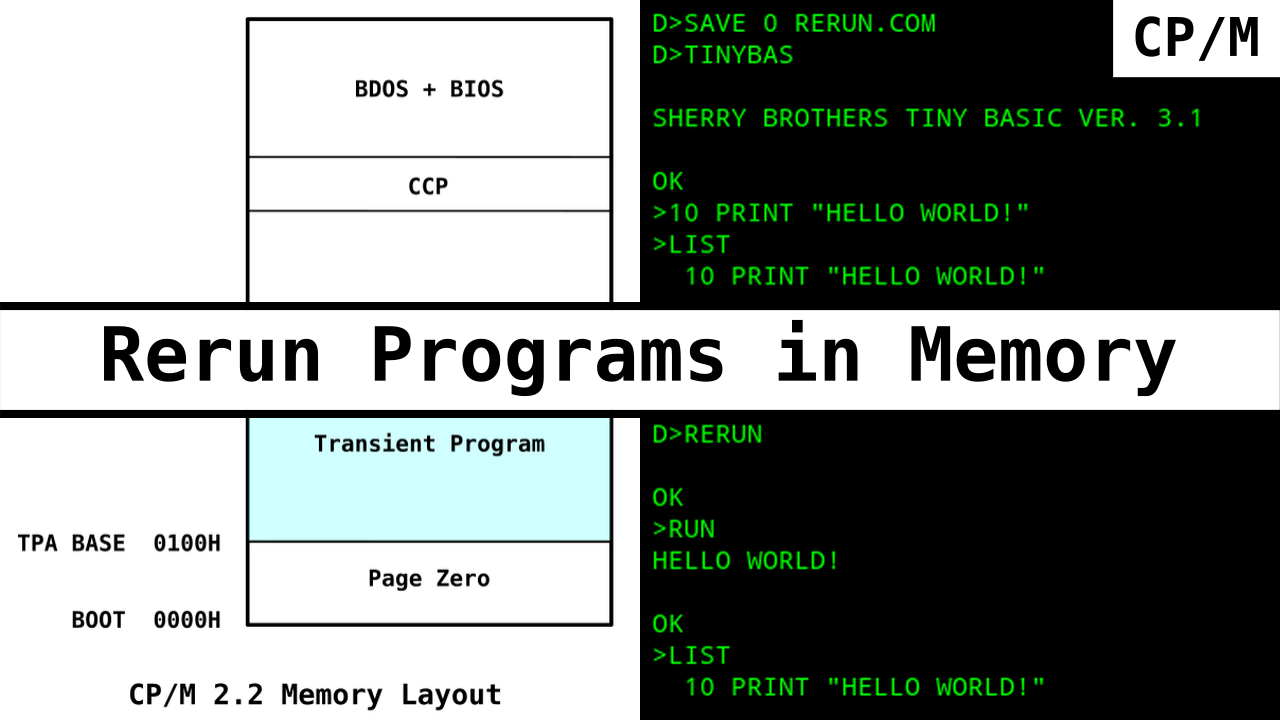 BDOS + BIOS
CCP
Transient Program
TPA BASE 0100H
Page Zero
BOOT 0000H
CP/M 2.2 Memory Layout
Rerun Programs in Memory
CP/M
D>SAVE 0 RERUN.COM
D>TINYBAS
SHERRY BROTHERS TINY BASIC VER. 3.1
OK
>10 PRINT "HELLO WORLD!"
>LIST
10 PRINT "HELLO WORLD!"
D>RERUN
OK
>RUN
HELLO WORLD!
OK
>LIST
10 PRINT "HELLO WORLD!"